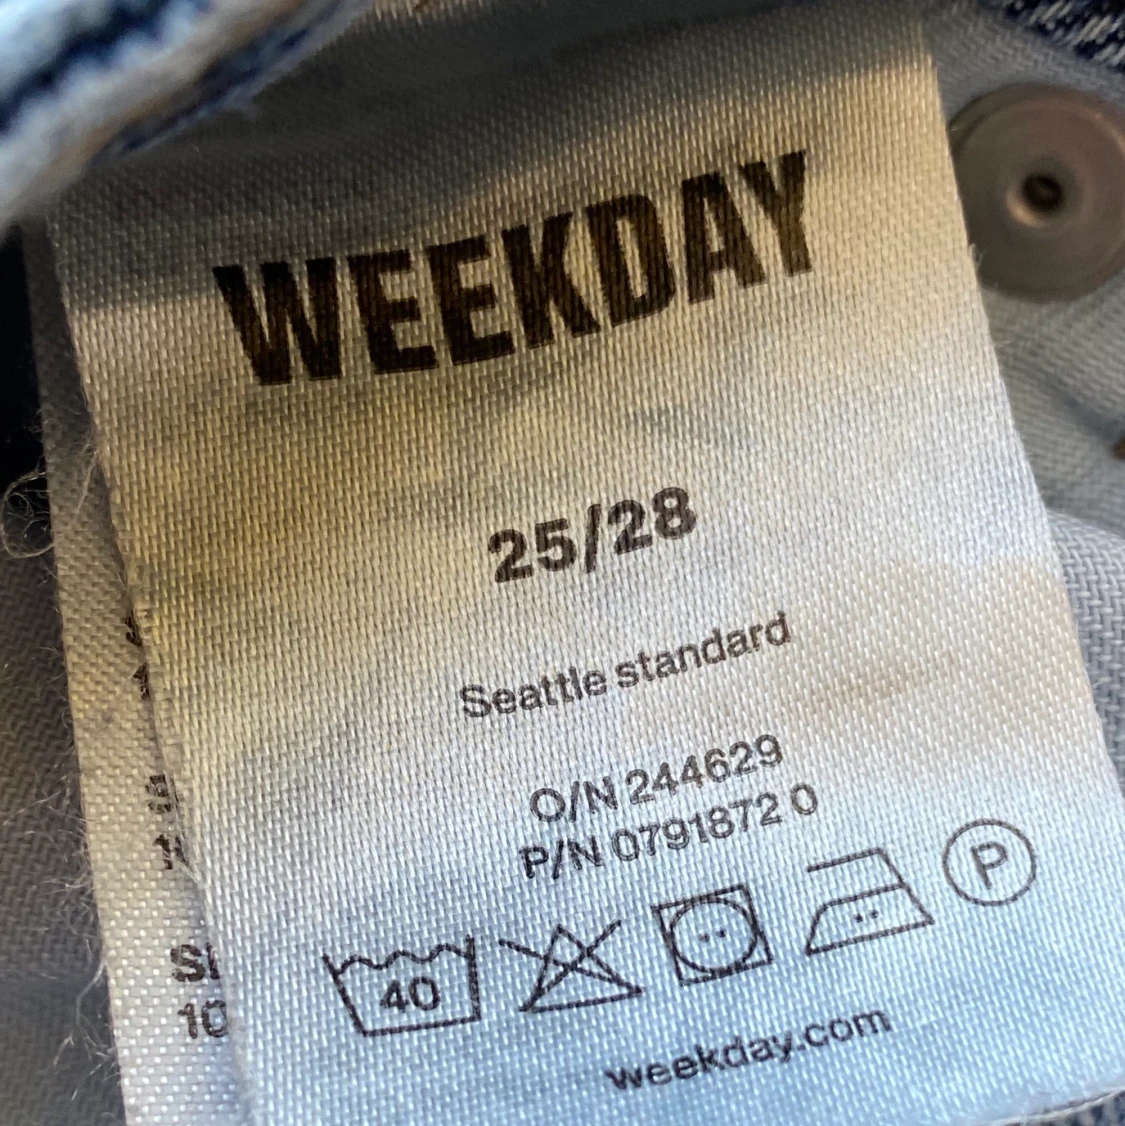 WEEKDAY
25/28
Seattle standard
O/N 244629
P/N 0791872 0
40
P
weekday.com